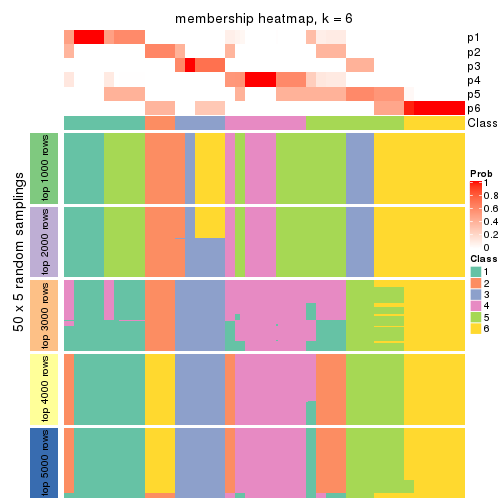 membership heatmap, k = 6
p1
p2
p3
p4
p5
p6
Class
50 x 5 random samplings
top 1000 rows
top 2000 rows
top 3000 rows
top 4000 rows
top 5000 rows
Prob
1
0.8
0.6
0.4
0.2
0
Class
1
2
3
4
5
6